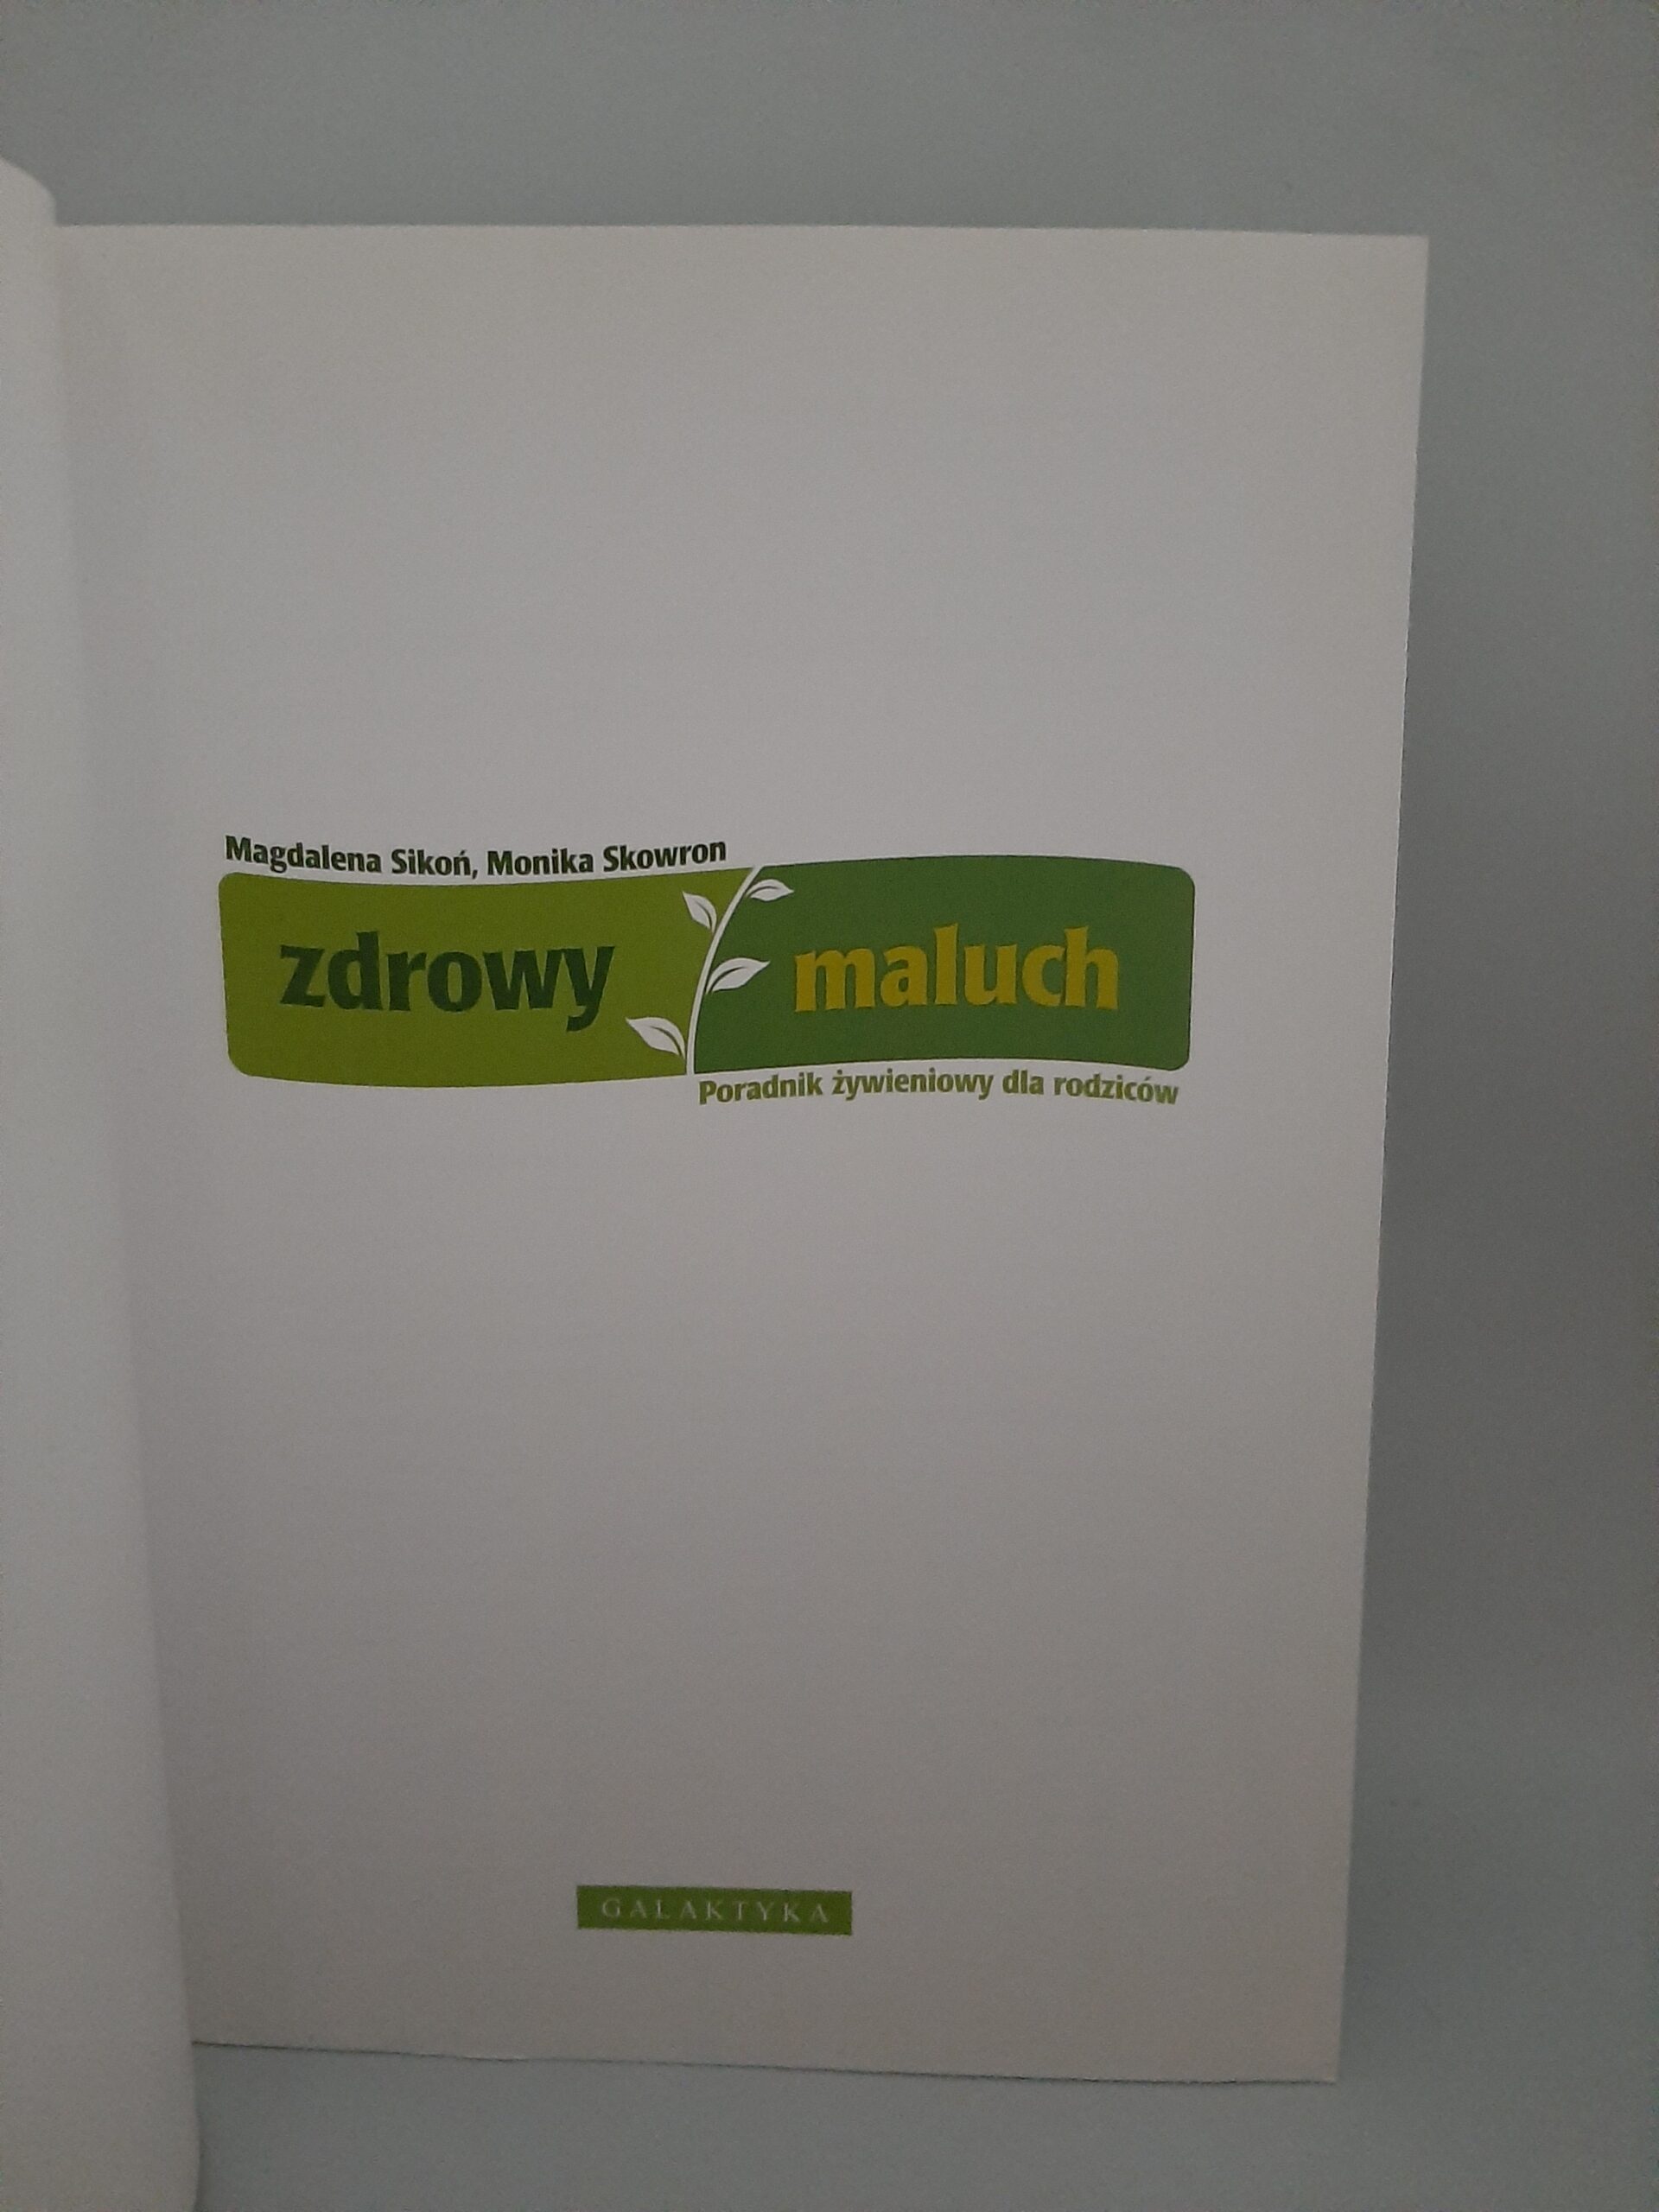 Magdalena Sikoń, Monika Skowron
zdrowy maluch
Poradnik żywieniowy dla rodziców
GALAKTYKA